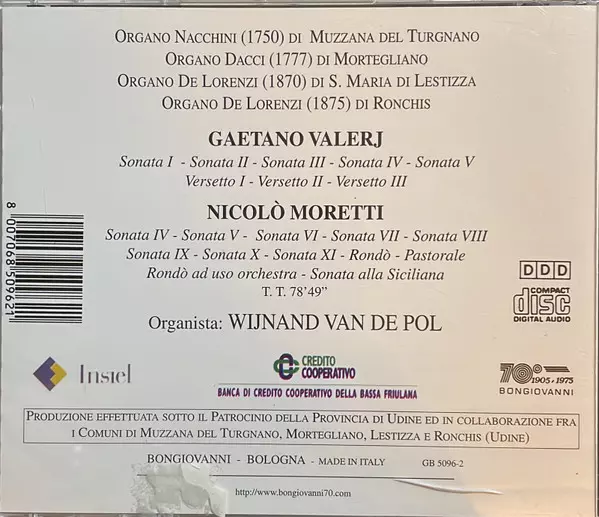 ORGANO NACCHINI (1750) DI MUZZANA DEL TURGNANO
ORGANO DACCI (1777) DI MORTEGLIANO
ORGANO DE LORENZI (1870) DI S. MARIA DI LESTIZZA
ORGANO DE LORENZI (1875) DI RONCHIS
GAETANO VALERJ
Sonata I - Sonata II - Sonata III - Sonata IV - Sonata V
Versetto I - Versetto II - Versetto III
NICOLÒ MORETTI
Sonata IV - Sonata V - Sonata VI - Sonata VII - Sonata VIII
Sonata IX - Sonata X - Sonata XI - Rondò - Pastorale
Rondò ad uso orchestra - Sonata alla Siciliana
T. T. 78'49"
Organista: WIJNAND VAN DE POL
8 007068 509621
DDD
COMPACT
disc
DIGITAL AUDIO
Insiel
CREDITO
COOPERATIVO
BANCA DI CREDITO COOPERATIVO DELLA BASSA FRIULANA
70°
1905-1975
BONGIOVANNI
PRODUZIONE EFFETTUATA SOTTO IL PATROCINIO DELLA PROVINCIA DI UDINE ED IN COLLABORAZIONE FRA
I COMUNI DI MUZZANA DEL TURGNANO, MORTEGLIANO, LESTIZZA E RONCHIS (UDINE)
BONGIOVANNI - BOLOGNA - MADE IN ITALY GB 5096-2
http://www.bongiovanni70.com